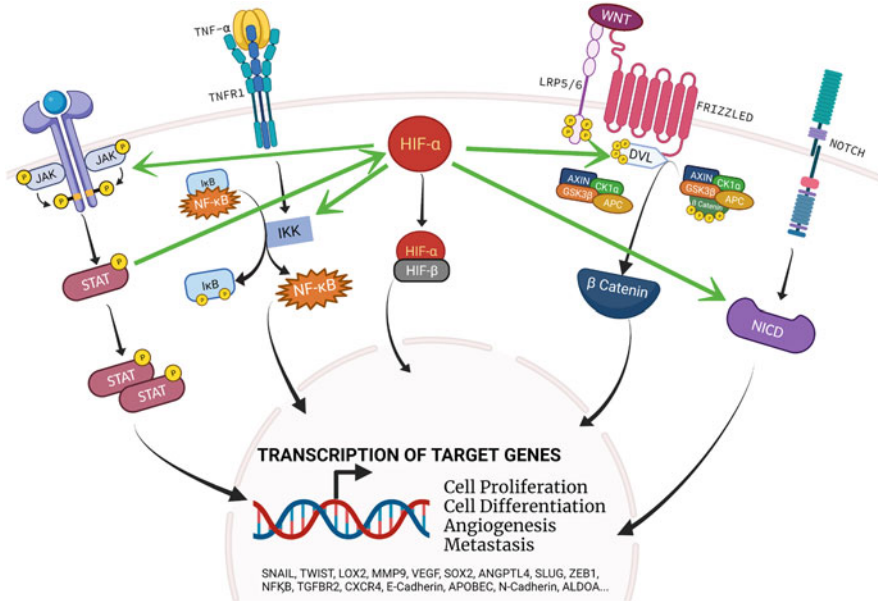 TNF-α
TNFR1
WNT
LRP5/6
FRIZZLED
NOTCH
P
JAK
JAK
P
P
P
HIF-α
P
P
P
P
P
P
P
DVL
AXIN
CK1α
GSK3β
APC
AXIN
CK1α
GSK3β
APC
β Catenin
P
P
P
P
IκB
NF-κB
IKK
STAT
P
IκB
P
P
NF-κB
HIF-α
HIF-β
β Catenin
NICD
STAT
P
STAT
P
TRANSCRIPTION OF TARGET GENES
Cell Proliferation
Cell Differentiation
Angiogenesis
Metastasis
SNAIL, TWIST, LOX2, MMP9, VEGF, SOX2, ANGPTL4, SLUG, ZEB1,
NFƘB, TGFBR2, CXCR4, E-Cadherin, APOBEC, N-Cadherin, ALDOA...